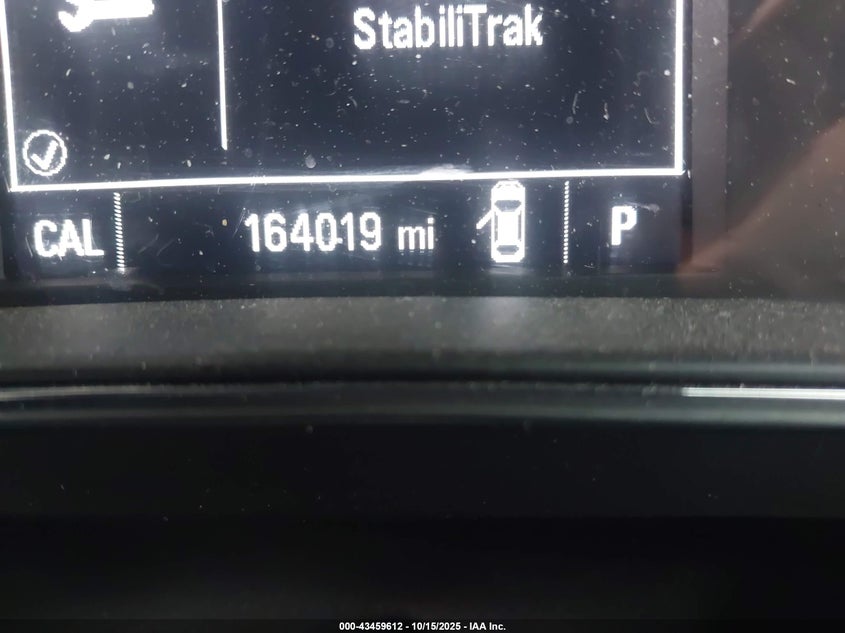 StabiliTrak
CAL 164019 mi P
000-43459612 - 10/15/2025 - IAA Inc.